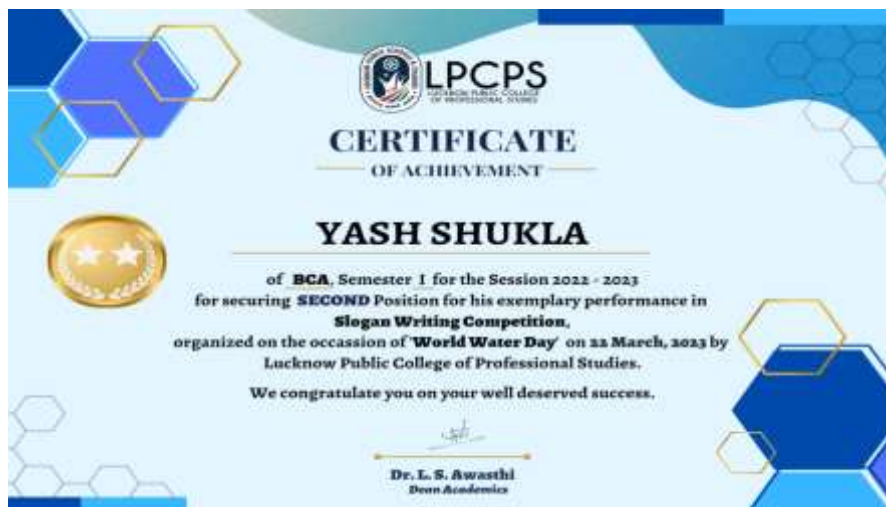 LPCPS
LUCKNOW PUBLIC COLLEGE
OF PROFESSIONAL STUDIES
CERTIFICATE
OF ACHIEVEMENT
YASH SHUKLA
of BCA, Semester I for the Session 2022 - 2023
for securing SECOND Position for his exemplary performance in
Slogan Writing Competition,
organized on the occassion of 'World Water Day' on 22 March, 2023 by
Lucknow Public College of Professional Studies.
We congratulate you on your well deserved success.
Dr. L. S. Awasthi
Dean Academics